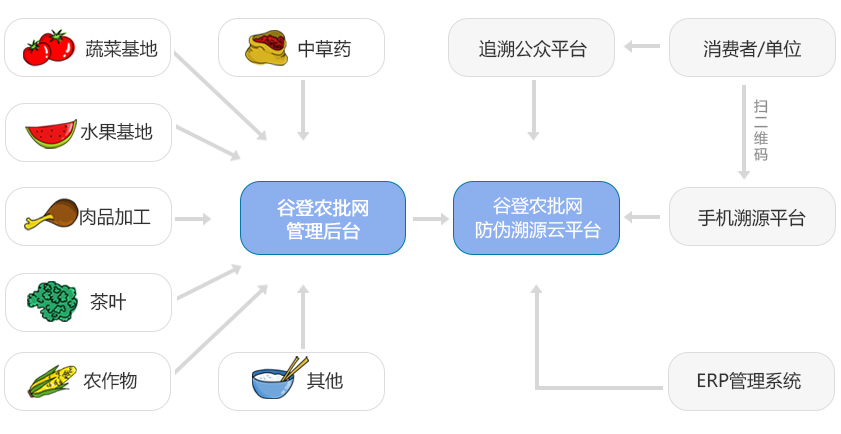 蔬菜基地
中草药
追溯公众平台
消费者/单位
水果基地
扫二维码
肉品加工
谷登农批网
管理后台
谷登农批网
防伪溯源云平台
手机溯源平台
茶叶
农作物
其他
ERP管理系统